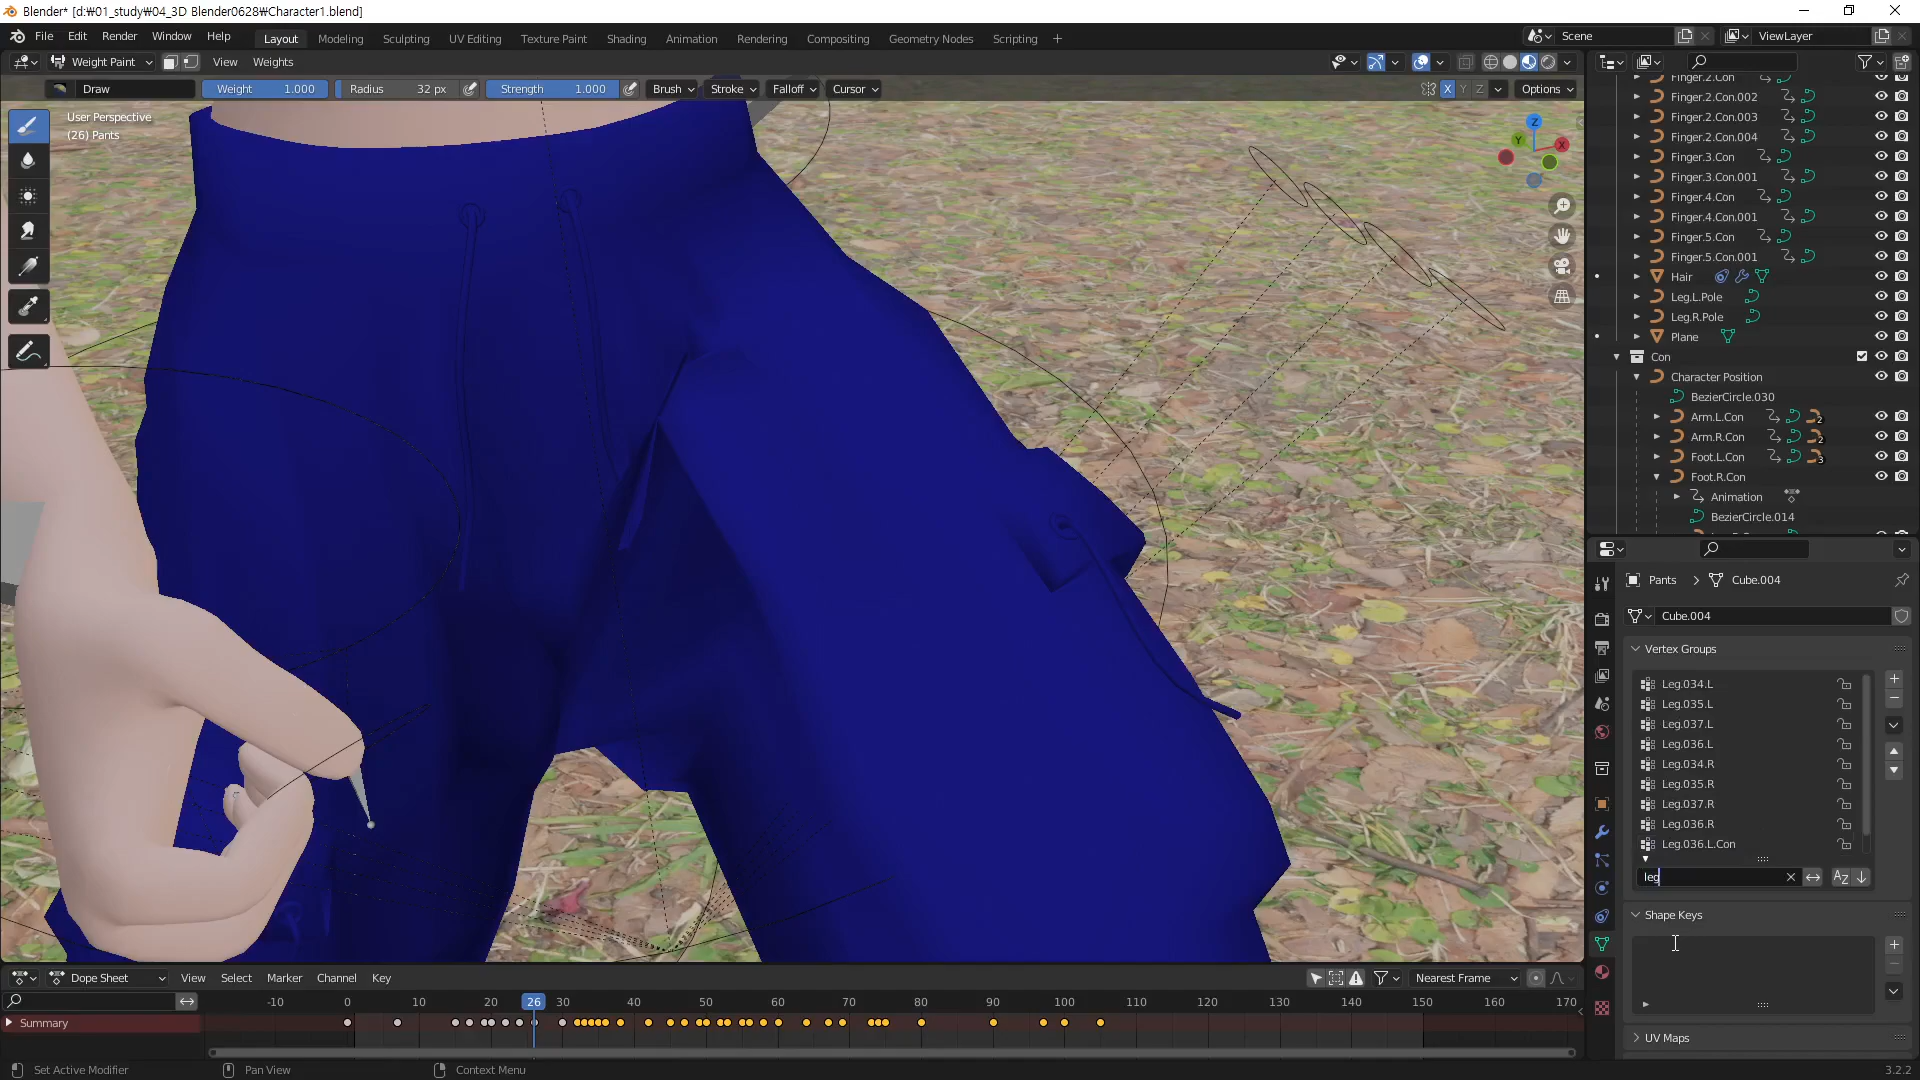 Blender* [d:₩01_study₩04_3D Blender0628₩Character1.blend]
File Edit Render Window Help Layout Modeling Sculpting UV Editing Texture Paint Shading Animation Rendering Compositing Geometry Nodes Scripting + Scene ViewLayer
Weight Paint View Weights
Draw Weight 1.000 Radius 32 px Strength 1.000 Brush Stroke Falloff Cursor X Y Z Options
User Perspective
(26) Pants
Z
Y
X
Finger.2.Con
Finger.2.Con.002
Finger.2.Con.003
Finger.2.Con.004
Finger.3.Con
Finger.3.Con.001
Finger.4.Con
Finger.4.Con.001
Finger.5.Con
Finger.5.Con.001
Hair
Leg.L.Pole
Leg.R.Pole
Plane
Con
Character Position
BezierCircle.030
Arm.L.Con 2
Arm.R.Con 2
Foot.L.Con 3
Foot.R.Con
Animation
BezierCircle.014
Pants > Cube.004
Cube.004
Vertex Groups
Leg.034.L
Leg.035.L
Leg.037.L
Leg.036.L
Leg.034.R
Leg.035.R
Leg.037.R
Leg.036.R
Leg.036.L.Con
leg
Shape Keys
UV Maps
Dope Sheet View Select Marker Channel Key Nearest Frame
-10 0 10 20 26 30 40 50 60 70 80 90 100 110 120 130 140 150 160 170
Summary
Set Active Modifier Pan View Context Menu 3.2.2